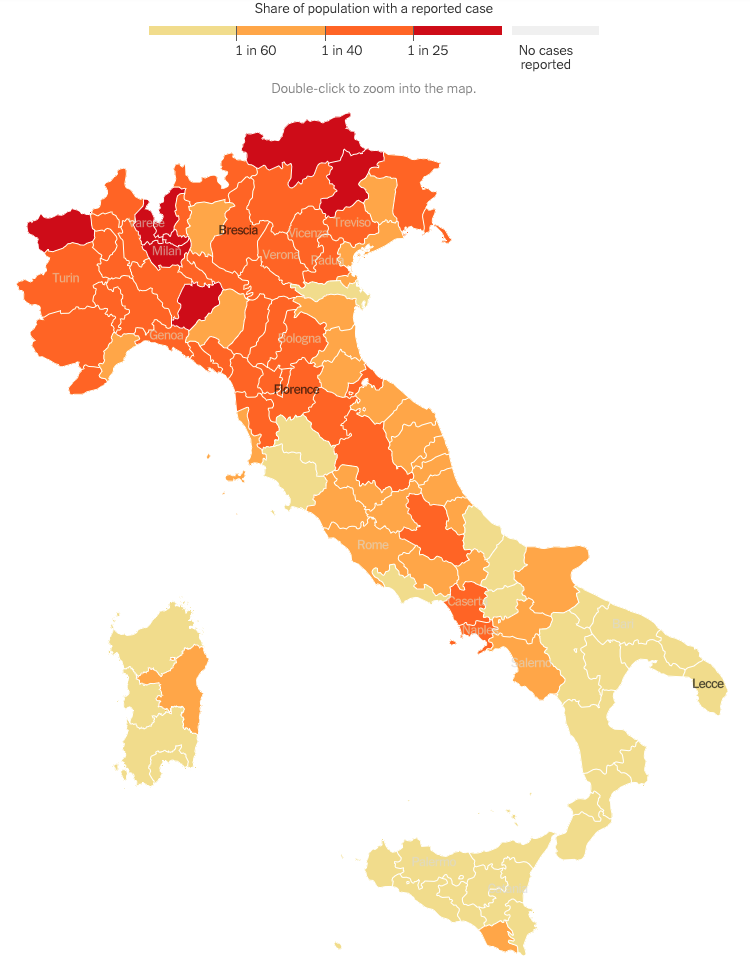 Share of population with a reported case
1 in 60
1 in 40
1 in 25
No cases
reported
Double-click to zoom into the map.
Varese
Milan
Brescia
Treviso
Vicenza
Verona
Padua
Turin
Genoa
Bologna
Florence
Rome
Caserta
Naples
Salerno
Lecce